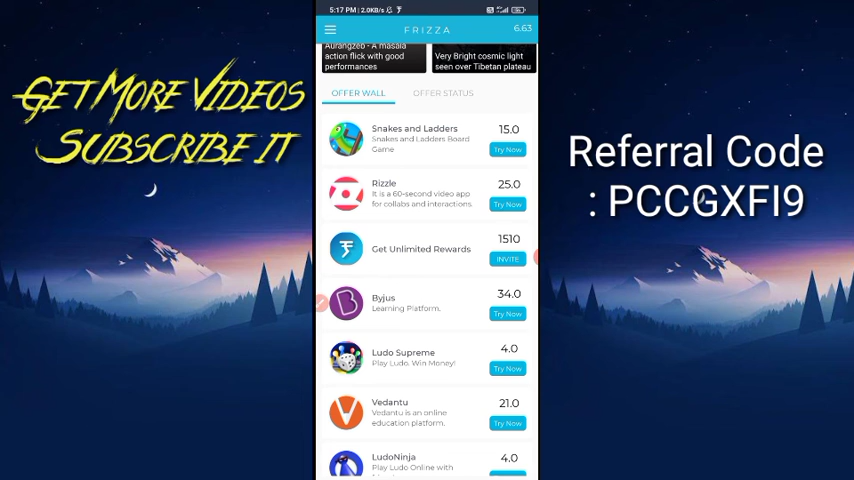 GET MORE VIDEOS
SUBSCRIBE IT
Referral Code
: PCCGXFI9
5:17 PM | 2.0KB/s
FRIZZA
6.63
Aurangzeb - A masala
action flick with good
performances
Very Bright cosmic light
seen over Tibetan plateau
OFFER WALL
OFFER STATUS
Snakes and Ladders
Snakes and Ladders Board
Game
15.0
Try Now
Rizzle
It is a 60-second video app
for collabs and interactions.
25.0
Try Now
Get Unlimited Rewards
1510
INVITE
Byjus
Learning Platform.
34.0
Try Now
Ludo Supreme
Play Ludo. Win Money!
4.0
Try Now
Vedantu
Vedantu is an online
education platform.
21.0
Try Now
LudoNinja
Play Ludo Online with
4.0